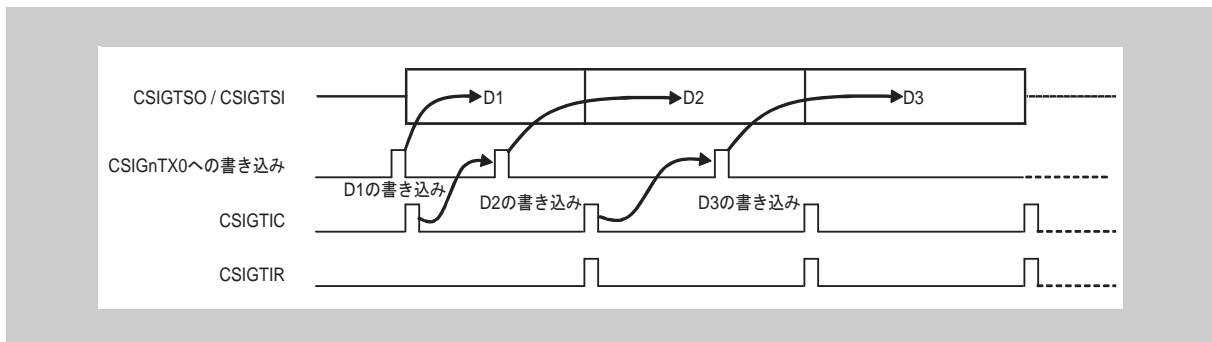 CSIGTSO / CSIGTSI
D1
D2
D3
CSIGnTX0への書き込み
D1の書き込み
D2の書き込み
D3の書き込み
CSIGTIC
CSIGTIR